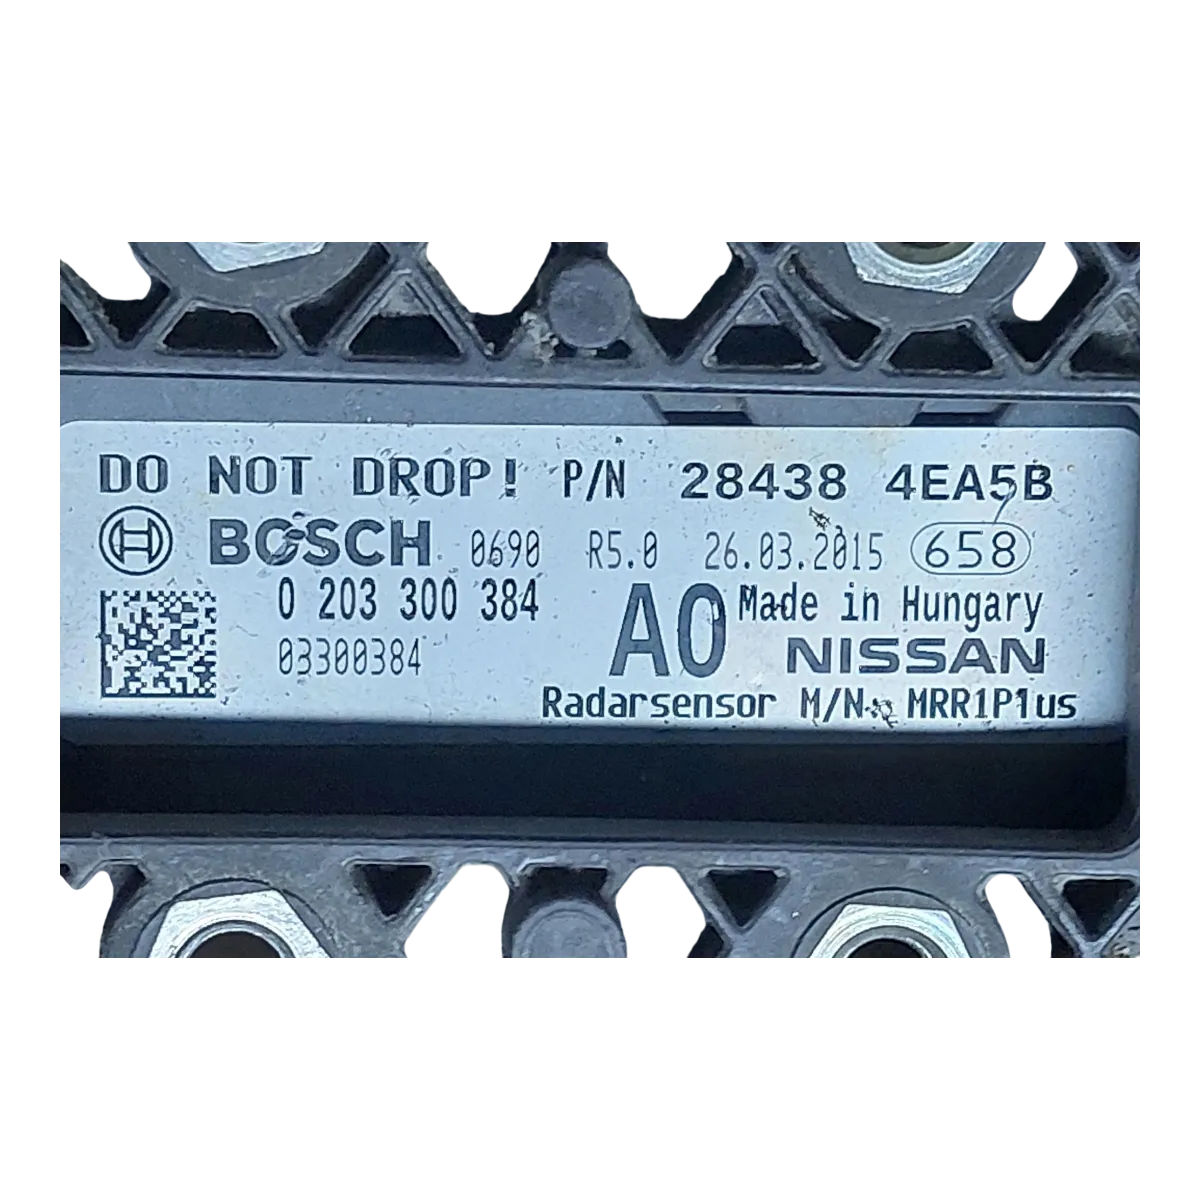 DO NOT DROP! P/N 28438 4EA5B
BOSCH 0690 R5.0 26.03.2015 658
0 203 300 384 A0 Made in Hungary
03300384 NISSAN
Radarsensor M/N: MRR1Plus